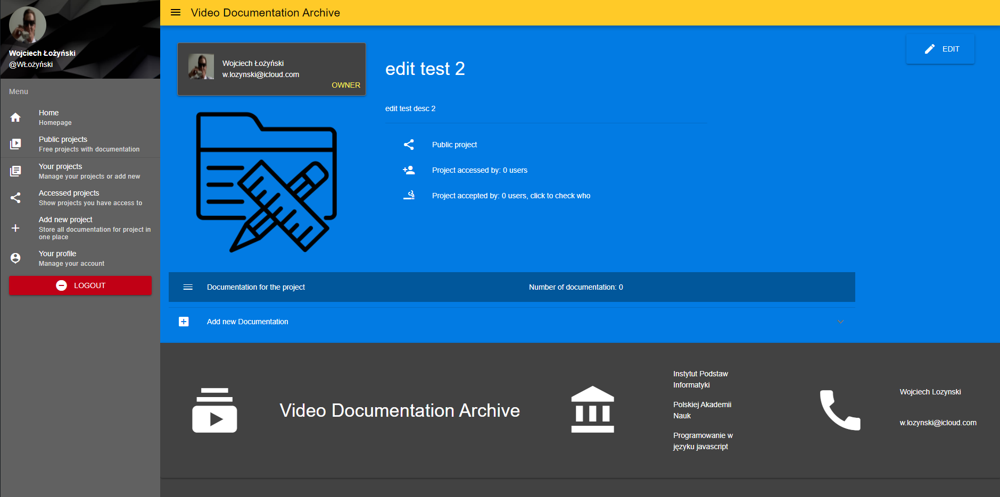 Wojciech Łożyński
@WŁożyński
Menu
Home
Homepage
Public projects
Free projects with documentation
Your projects
Manage your projects or add new
Accessed projects
Show projects you have access to
Add new project
Store all documentation for project in
one place
Your profile
Manage your account
LOGOUT
Video Documentation Archive
Wojciech Łożyński
w.lozynski@icloud.com
OWNER
edit test 2
EDIT
edit test desc 2
Public project
Project accessed by: 0 users
Project accepted by: 0 users, click to check who
Documentation for the project
Number of documentation: 0
Add new Documentation
Video Documentation Archive
Instytut Podstaw
Informatyki
Polskiej Akademii
Nauk
Programowanie w
języku javascript
Wojciech Lozynski
w.lozynski@icloud.com